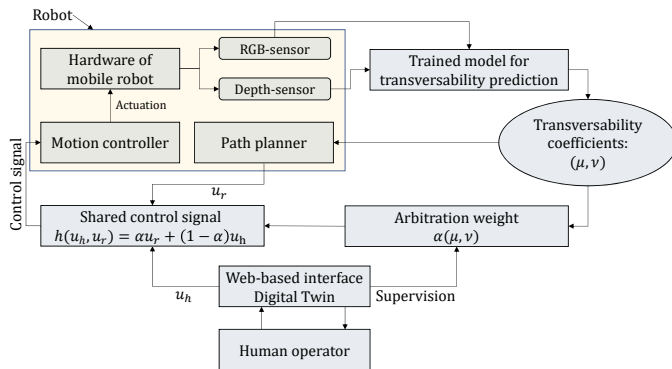 Robot
Hardware of
mobile robot
RGB-sensor
Depth-sensor
Trained model for
transversability prediction
Actuation
Motion controller
Path planner
Transversability
coefficients:
(μ, ν)
Control signal
u_r
Shared control signal
h(u_h, u_r) = αu_r + (1 − α)u_h
Arbitration weight
α(μ, ν)
u_h
Web-based interface
Digital Twin
Supervision
Human operator